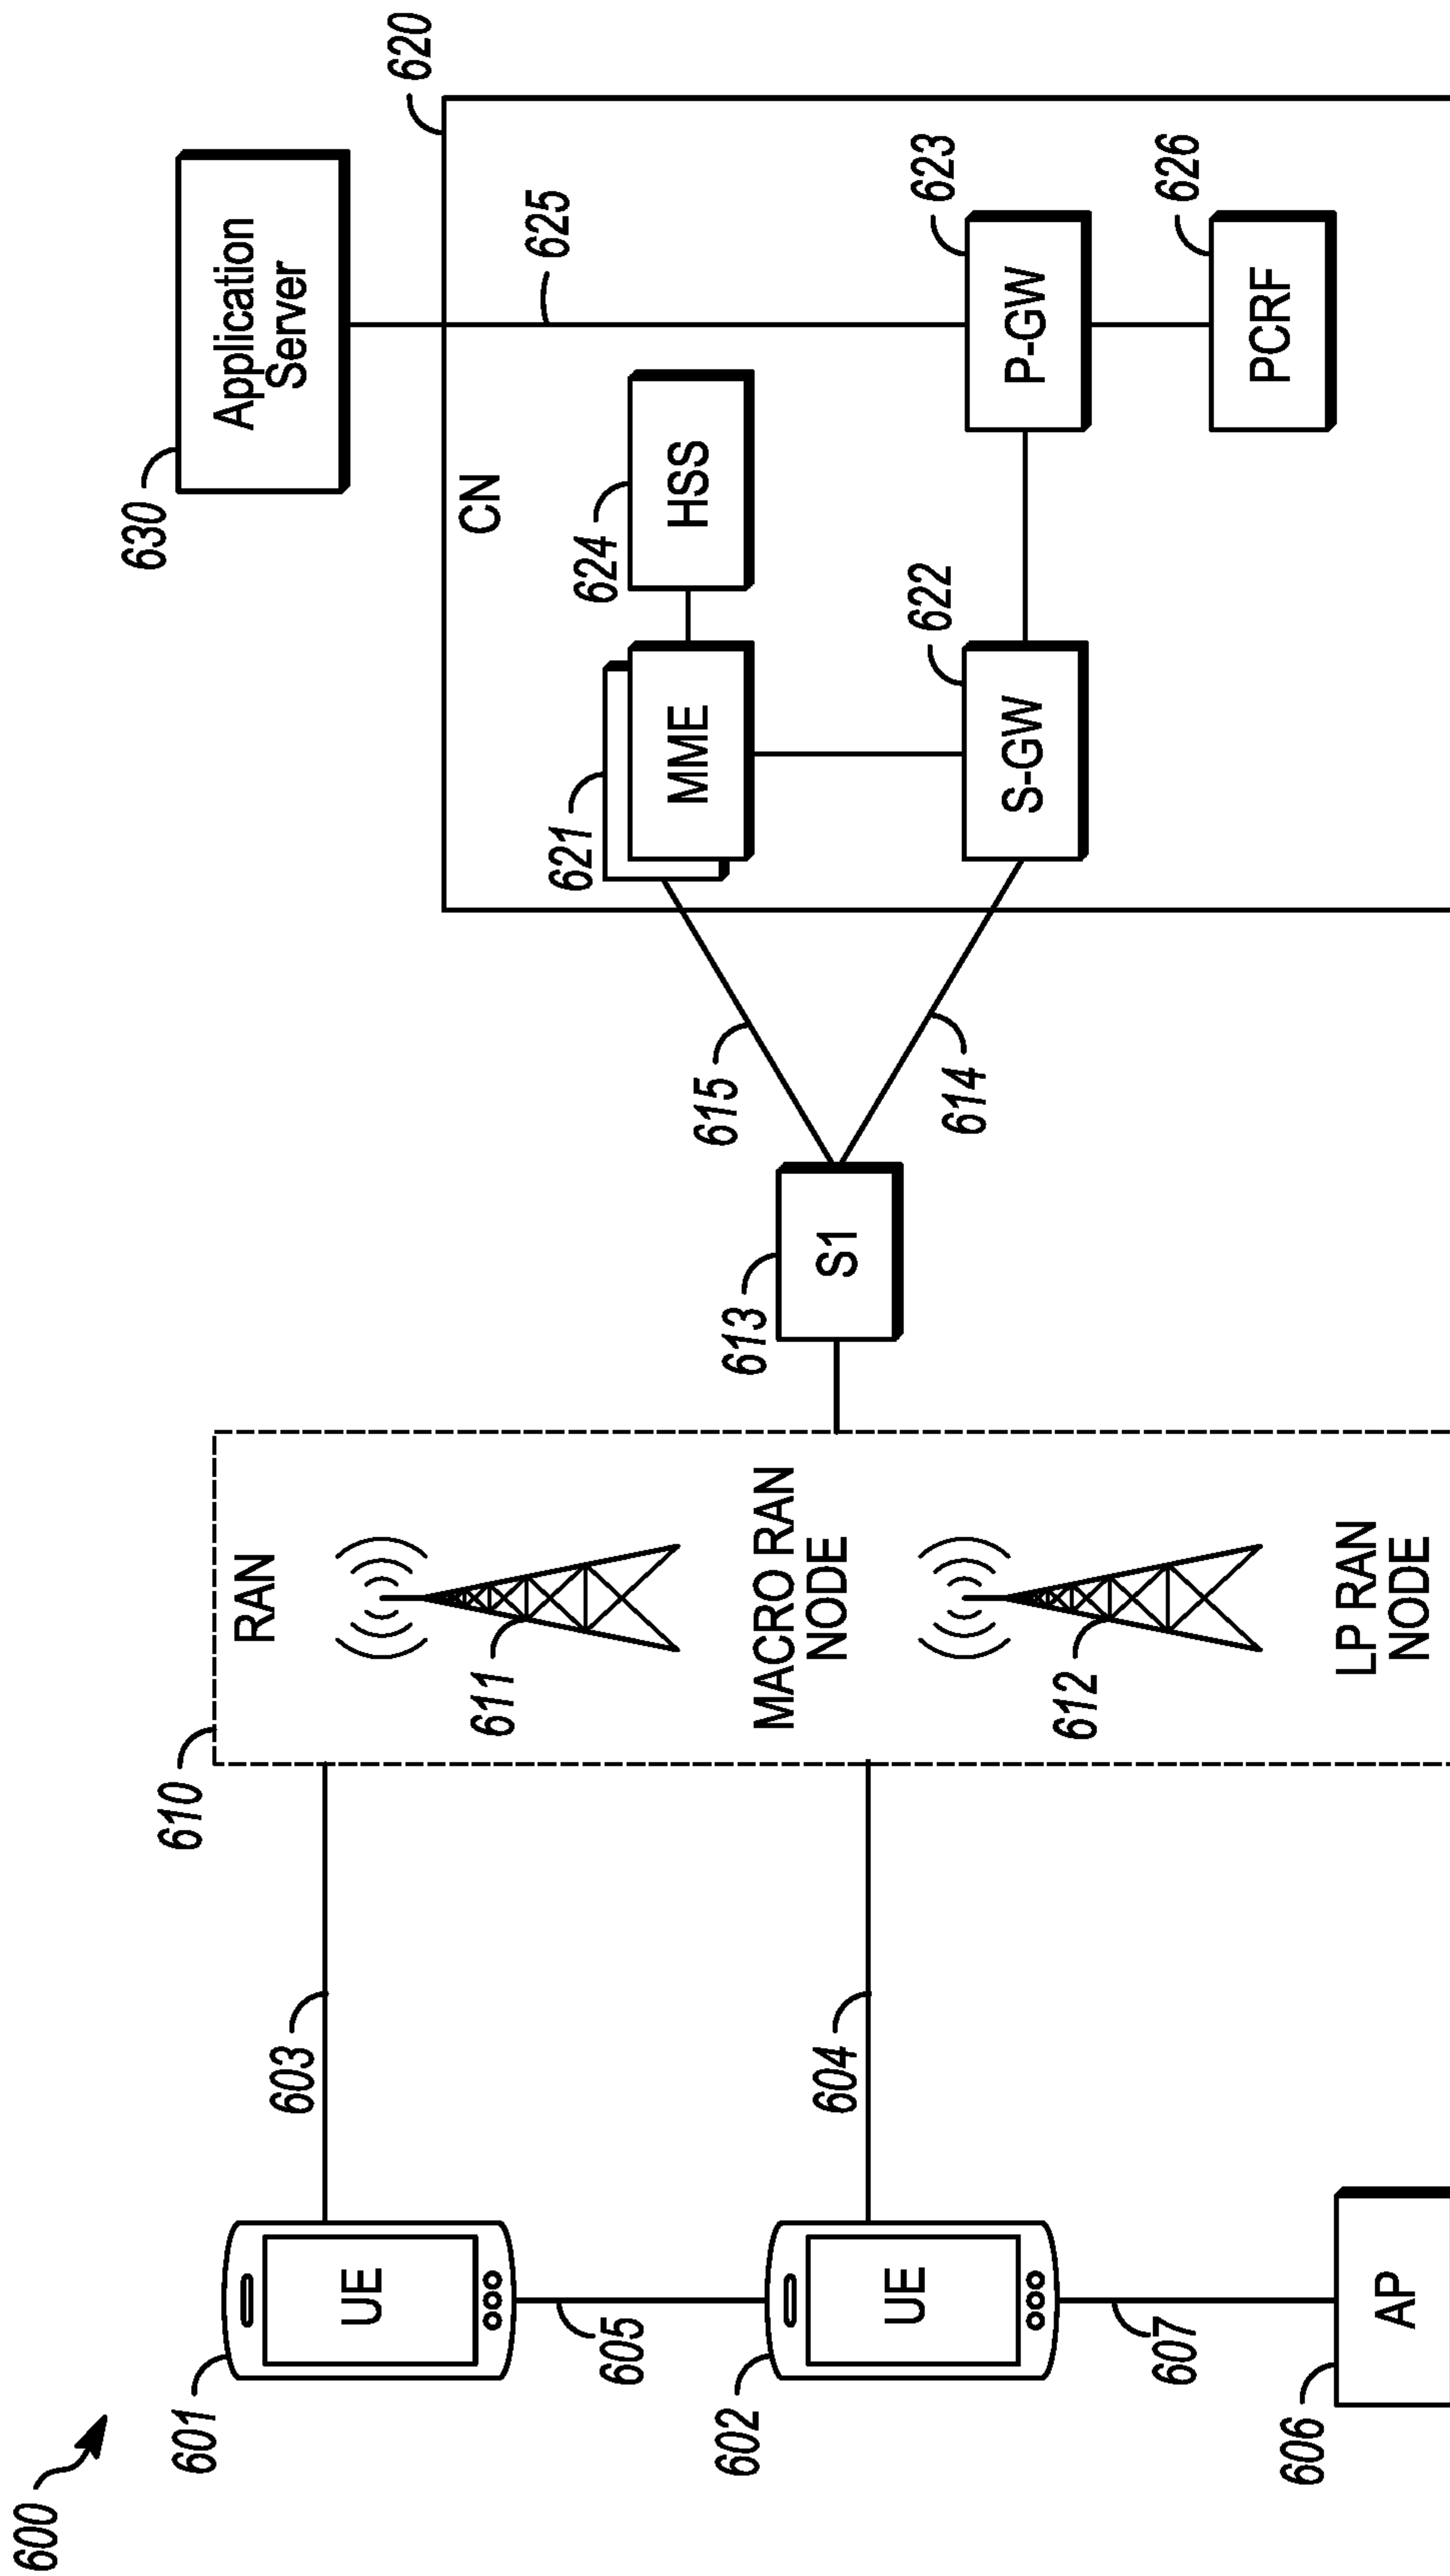 600
601
UE
605
602
UE
607
606
AP
603
604
610
RAN
611
MACRO RAN
NODE
612
LP RAN
NODE
613
S1
615
614
630
Application
Server
620
CN
625
621
MME
624
HSS
622
S-GW
623
P-GW
626
PCRF